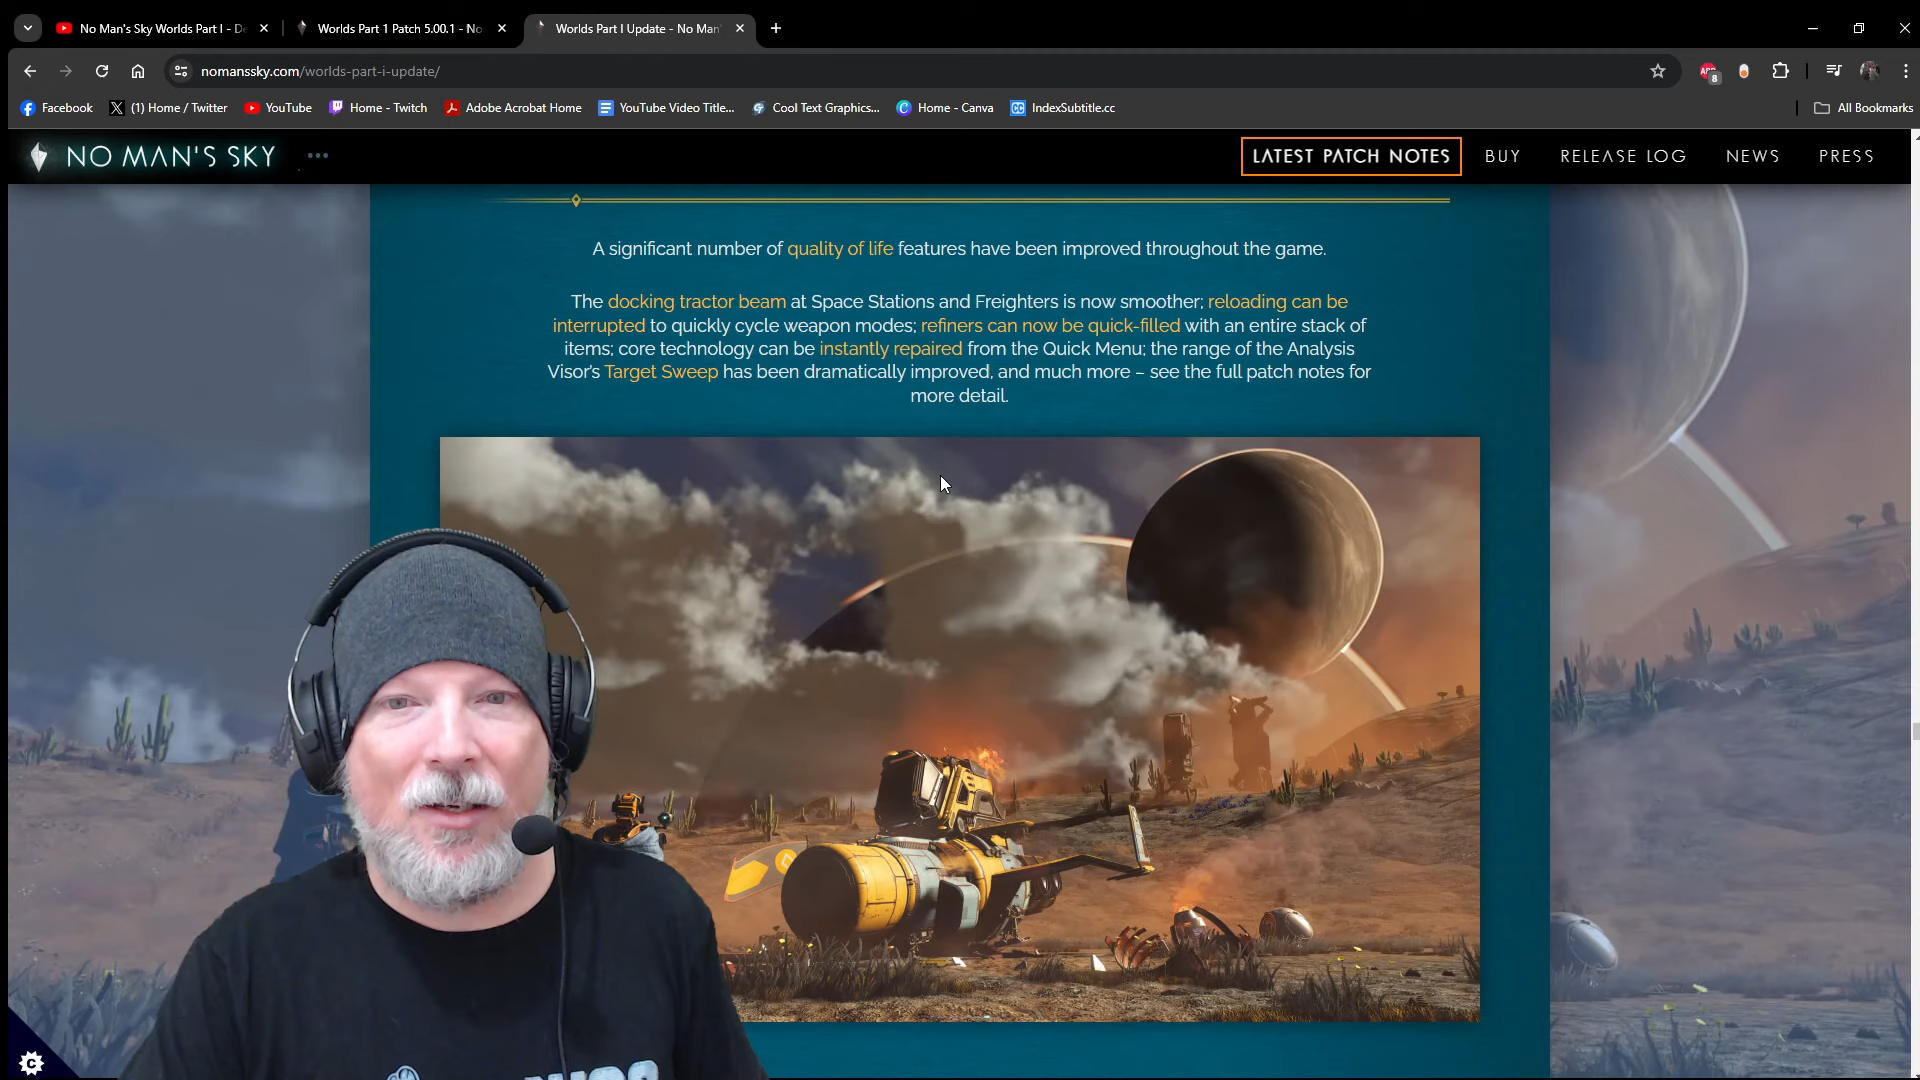 No Man's Sky Worlds Part I - De
Worlds Part 1 Patch 5.00.1 - No
Worlds Part I Update - No Man'
nomanssky.com/worlds-part-i-update/
ABP
8
Facebook
(1) Home / Twitter
YouTube
Home - Twitch
Adobe Acrobat Home
YouTube Video Title...
Cool Text Graphics...
Home - Canva
IndexSubtitle.cc
All Bookmarks
NO MAN'S SKY
LATEST PATCH NOTES
BUY
RELEASE LOG
NEWS
PRESS
A significant number of quality of life features have been improved throughout the game.
The docking tractor beam at Space Stations and Freighters is now smoother; reloading can be
interrupted to quickly cycle weapon modes; refiners can now be quick-filled with an entire stack of
items; core technology can be instantly repaired from the Quick Menu; the range of the Analysis
Visor's Target Sweep has been dramatically improved, and much more – see the full patch notes for
more detail.